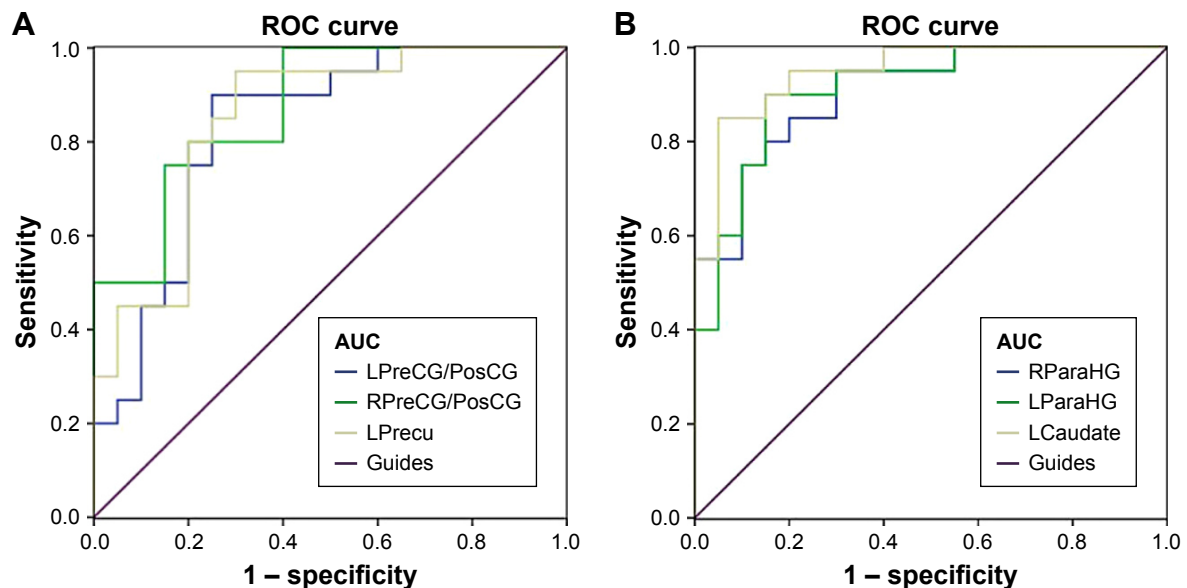 A
ROC curve
1.0
0.8
0.6
0.4
0.2
0.0
Sensitivity
AUC
LPreCG/PosCG
RPreCG/PosCG
LPrecu
Guides
0.0 0.2 0.4 0.6 0.8 1.0
1 – specificity
B
ROC curve
1.0
0.8
0.6
0.4
0.2
0.0
Sensitivity
AUC
RParaHG
LParaHG
LCaudate
Guides
0.0 0.2 0.4 0.6 0.8 1.0
1 – specificity